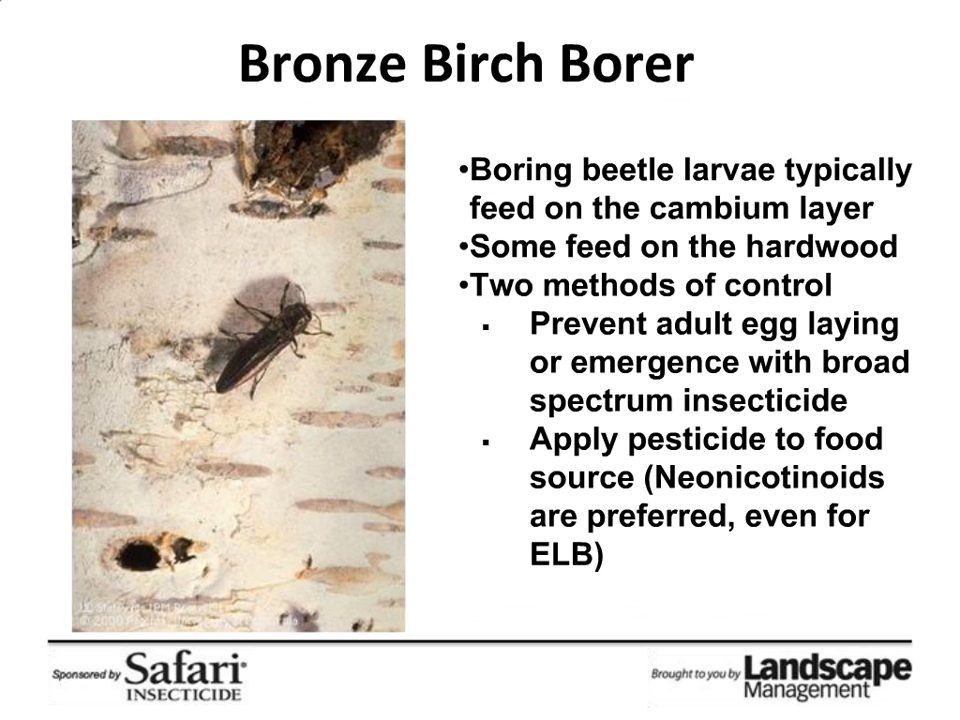 Bronze Birch Borer
•Boring beetle larvae typically
feed on the cambium layer
•Some feed on the hardwood
•Two methods of control
▪ Prevent adult egg laying
or emergence with broad
spectrum insecticide
▪ Apply pesticide to food
source (Neonicotinoids
are preferred, even for
ELB)
Sponsored by Safari®
INSECTICIDE
Brought to you by Landscape
Management